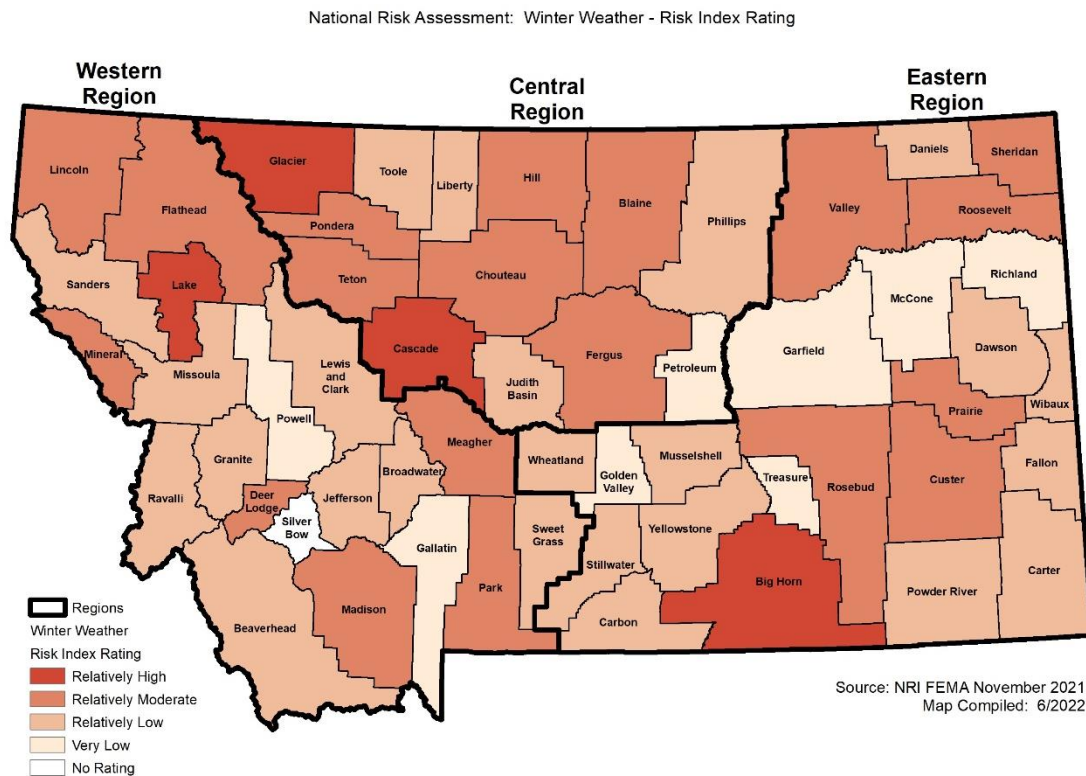 National Risk Assessment: Winter Weather - Risk Index Rating
Western
Region
Central
Region
Eastern
Region
Lincoln
Flathead
Glacier
Toole
Liberty
Hill
Blaine
Phillips
Valley
Daniels
Sheridan
Roosevelt
Pondera
Teton
Chouteau
Sanders
Lake
Richland
McCone
Garfield
Dawson
Mineral
Missoula
Cascade
Lewis
and
Clark
Judith
Basin
Fergus
Petroleum
Prairie
Wibaux
Powell
Granite
Meagher
Broadwater
Wheatland
Golden
Valley
Musselshell
Treasure
Rosebud
Custer
Fallon
Ravalli
Deer
Lodge
Jefferson
Silver
Bow
Gallatin
Sweet
Grass
Stillwater
Yellowstone
Big Horn
Powder River
Carter
Beaverhead
Madison
Park
Carbon
Regions
Winter Weather
Risk Index Rating
Relatively High
Relatively Moderate
Relatively Low
Very Low
No Rating
Source: NRI FEMA November 2021
Map Compiled: 6/2022